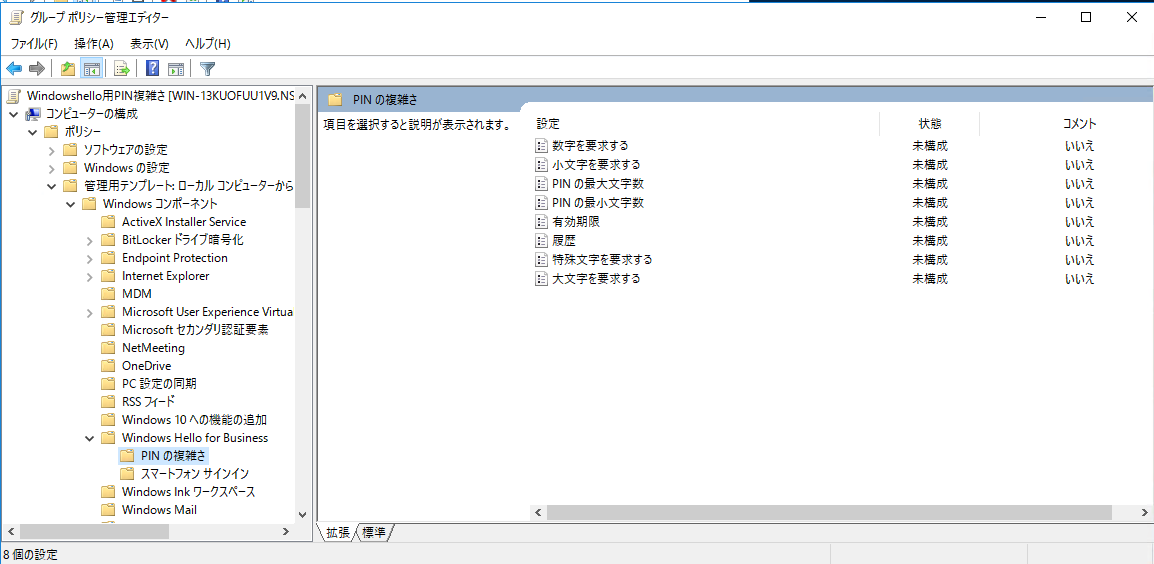 グループ ポリシー管理エディター
ファイル(F) 操作(A) 表示(V) ヘルプ(H)
Windowshello用PIN複雑さ [WIN-13KUOFUU1V9.NS
コンピューターの構成
ポリシー
ソフトウェアの設定
Windows の設定
管理用テンプレート: ローカル コンピューターから
Windows コンポーネント
ActiveX Installer Service
BitLocker ドライブ暗号化
Endpoint Protection
Internet Explorer
MDM
Microsoft User Experience Virtua
Microsoft セカンダリ認証要素
NetMeeting
OneDrive
PC 設定の同期
RSS フィード
Windows 10 への機能の追加
Windows Hello for Business
PIN の複雑さ
スマートフォン サインイン
Windows Ink ワークスペース
Windows Mail
PIN の複雑さ
項目を選択すると説明が表示されます。
設定 状態 コメント
数字を要求する 未構成 いいえ
小文字を要求する 未構成 いいえ
PIN の最大文字数 未構成 いいえ
PIN の最小文字数 未構成 いいえ
有効期限 未構成 いいえ
履歴 未構成 いいえ
特殊文字を要求する 未構成 いいえ
大文字を要求する 未構成 いいえ
拡張 標準
8 個の設定